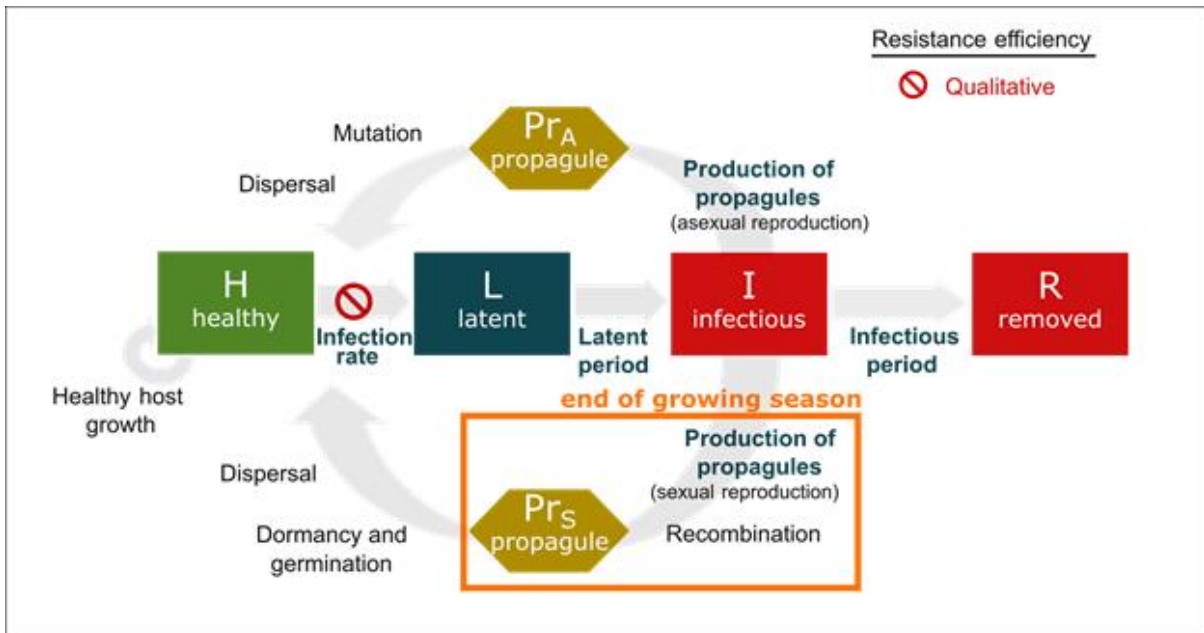 Resistance efficiency
Qualitative
Mutation
Pr_A
propagule
Dispersal
Production of
propagules
(asexual reproduction)
H
healthy
Infection
rate
L
latent
Latent
period
I
infectious
Infectious
period
R
removed
Healthy host
growth
end of growing season
Dispersal
Production of
propagules
(sexual reproduction)
Dormancy and
germination
Pr_S
propagule
Recombination